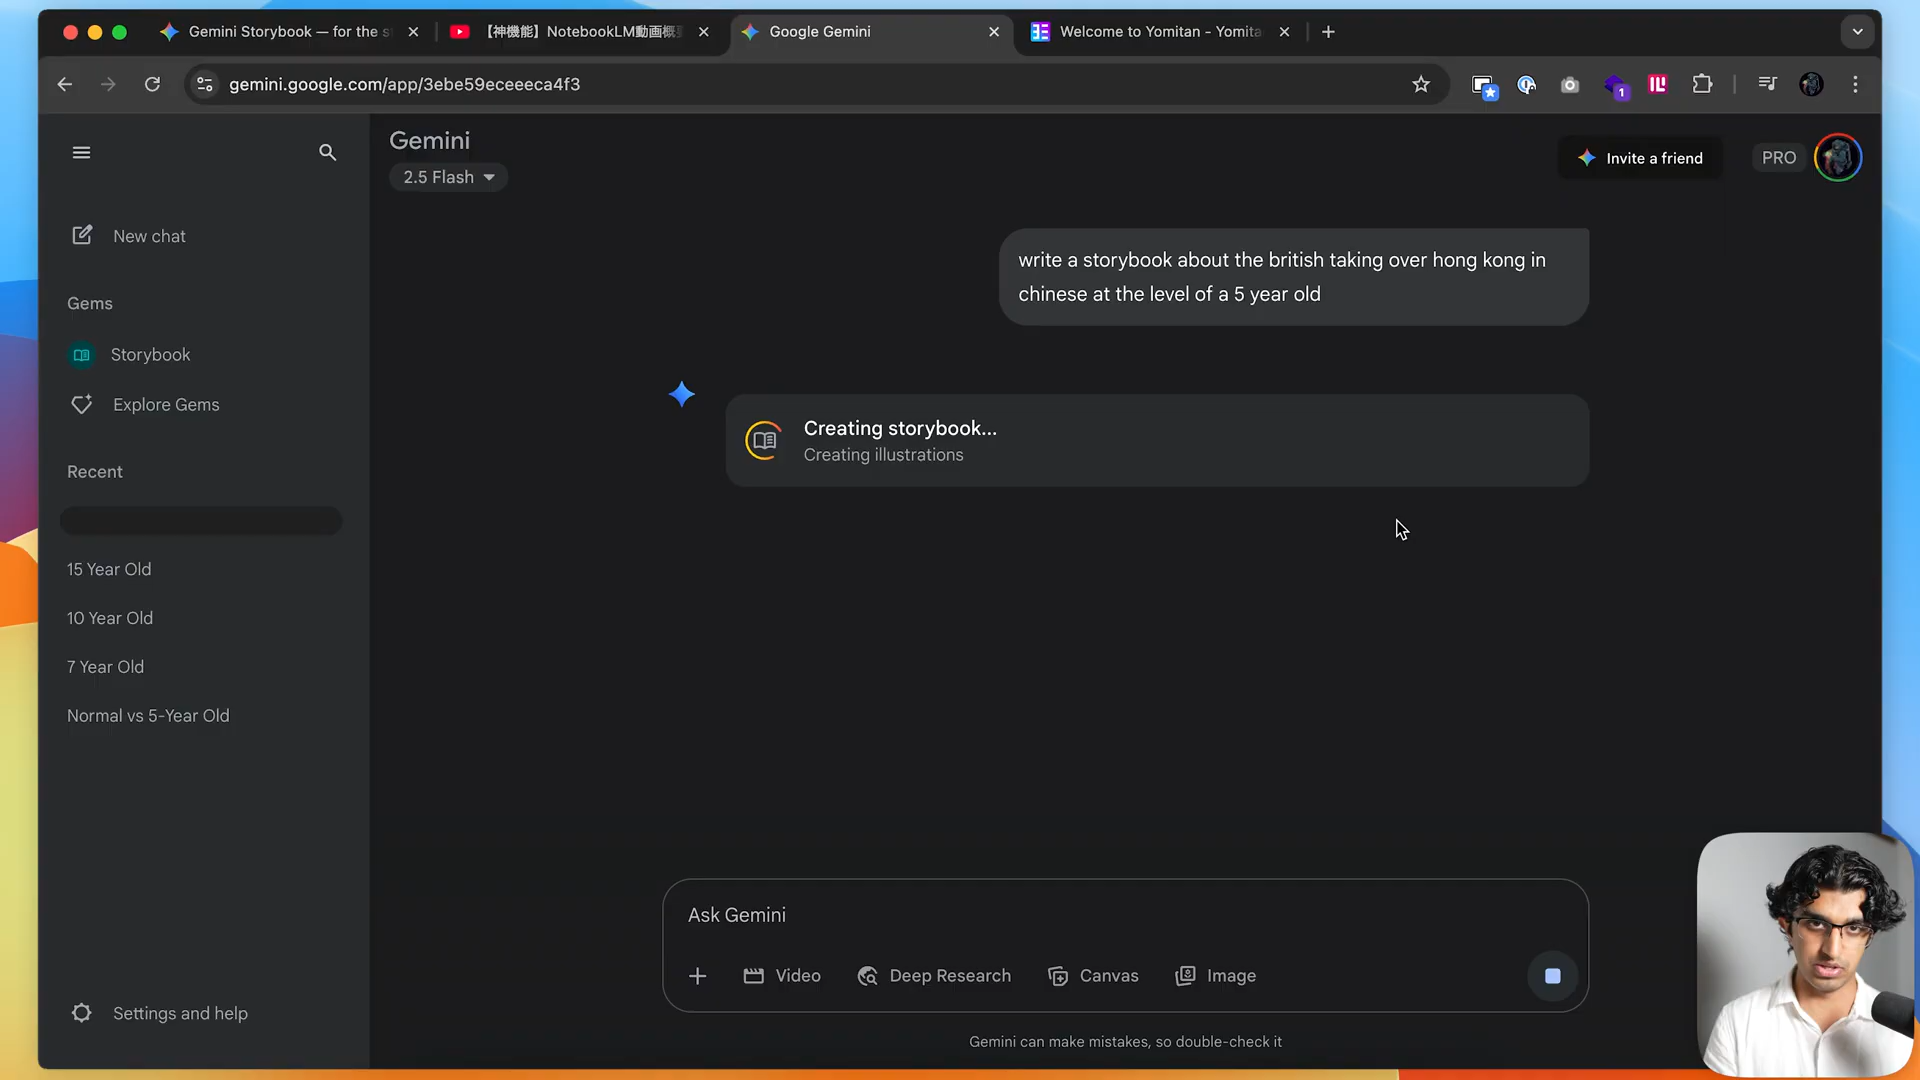 Gemini Storybook — for the s
【神機能】NotebookLM動画概
Google Gemini
Welcome to Yomitan - Yomita
gemini.google.com/app/3ebe59eceeeca4f3
1
Gemini
2.5 Flash
Invite a friend
PRO
New chat
Gems
Storybook
Explore Gems
Recent
15 Year Old
10 Year Old
7 Year Old
Normal vs 5-Year Old
Settings and help
write a storybook about the british taking over hong kong in
chinese at the level of a 5 year old
Creating storybook...
Creating illustrations
Ask Gemini
Video
Deep Research
Canvas
Image
Gemini can make mistakes, so double-check it